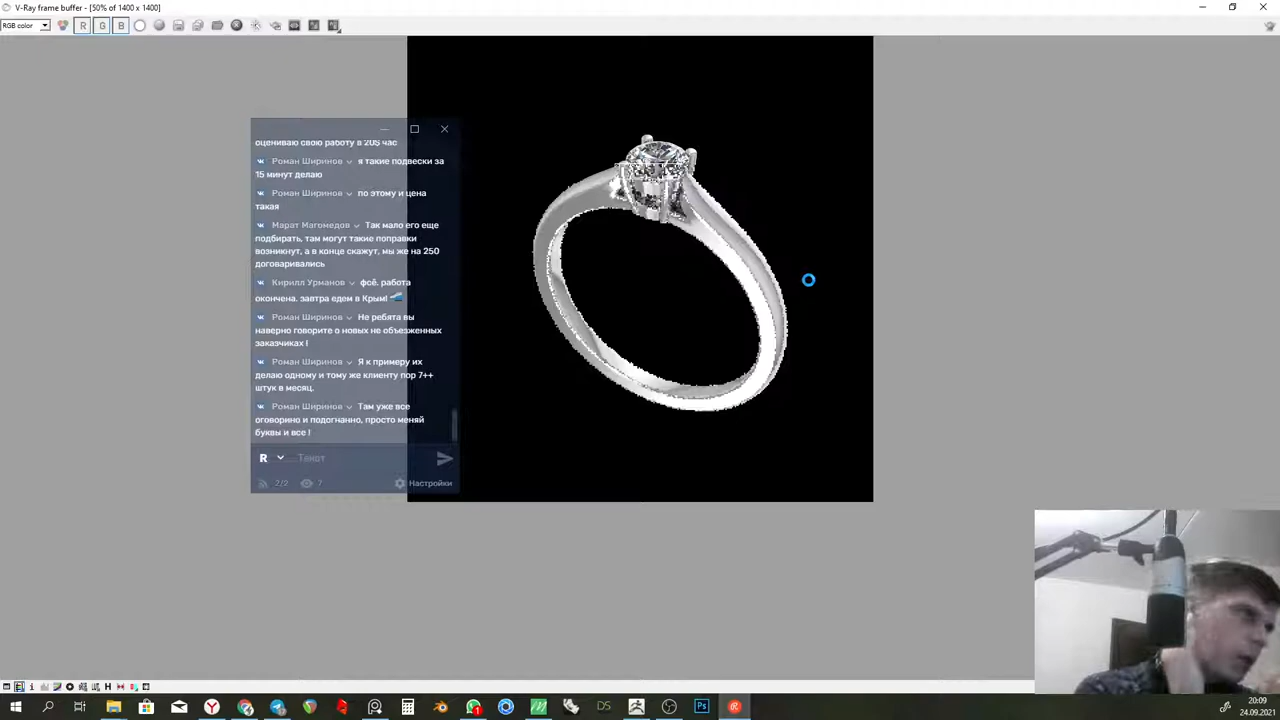 V-Ray frame buffer - [50% of 1400 x 1400]
RGB color
R G B
оцениваю свою работу в 20$ час
Роман Ширинов я такие подвески за
15 минут делаю
Роман Ширинов по этому и цена
такая
Марат Магомедов Так мало его еще
подбирать, там могут такие поправки
возникнут, а в конце скажут, мы же на 250
договаривались
Кирилл Урманов фсё. работа
окончена. завтра едем в Крым!
Роман Ширинов Не ребята вы
наверно говорите о новых не объезженных
заказчиках !
Роман Ширинов Я к примеру их
делаю одному и тому же клиенту пор 7++
штук в месяц.
Роман Ширинов Там уже все
оговорино и подогнанно, просто меняй
буквы и все !
R Текст
2/2 7 Настройки
DS Ps
20:09
24.09.2021